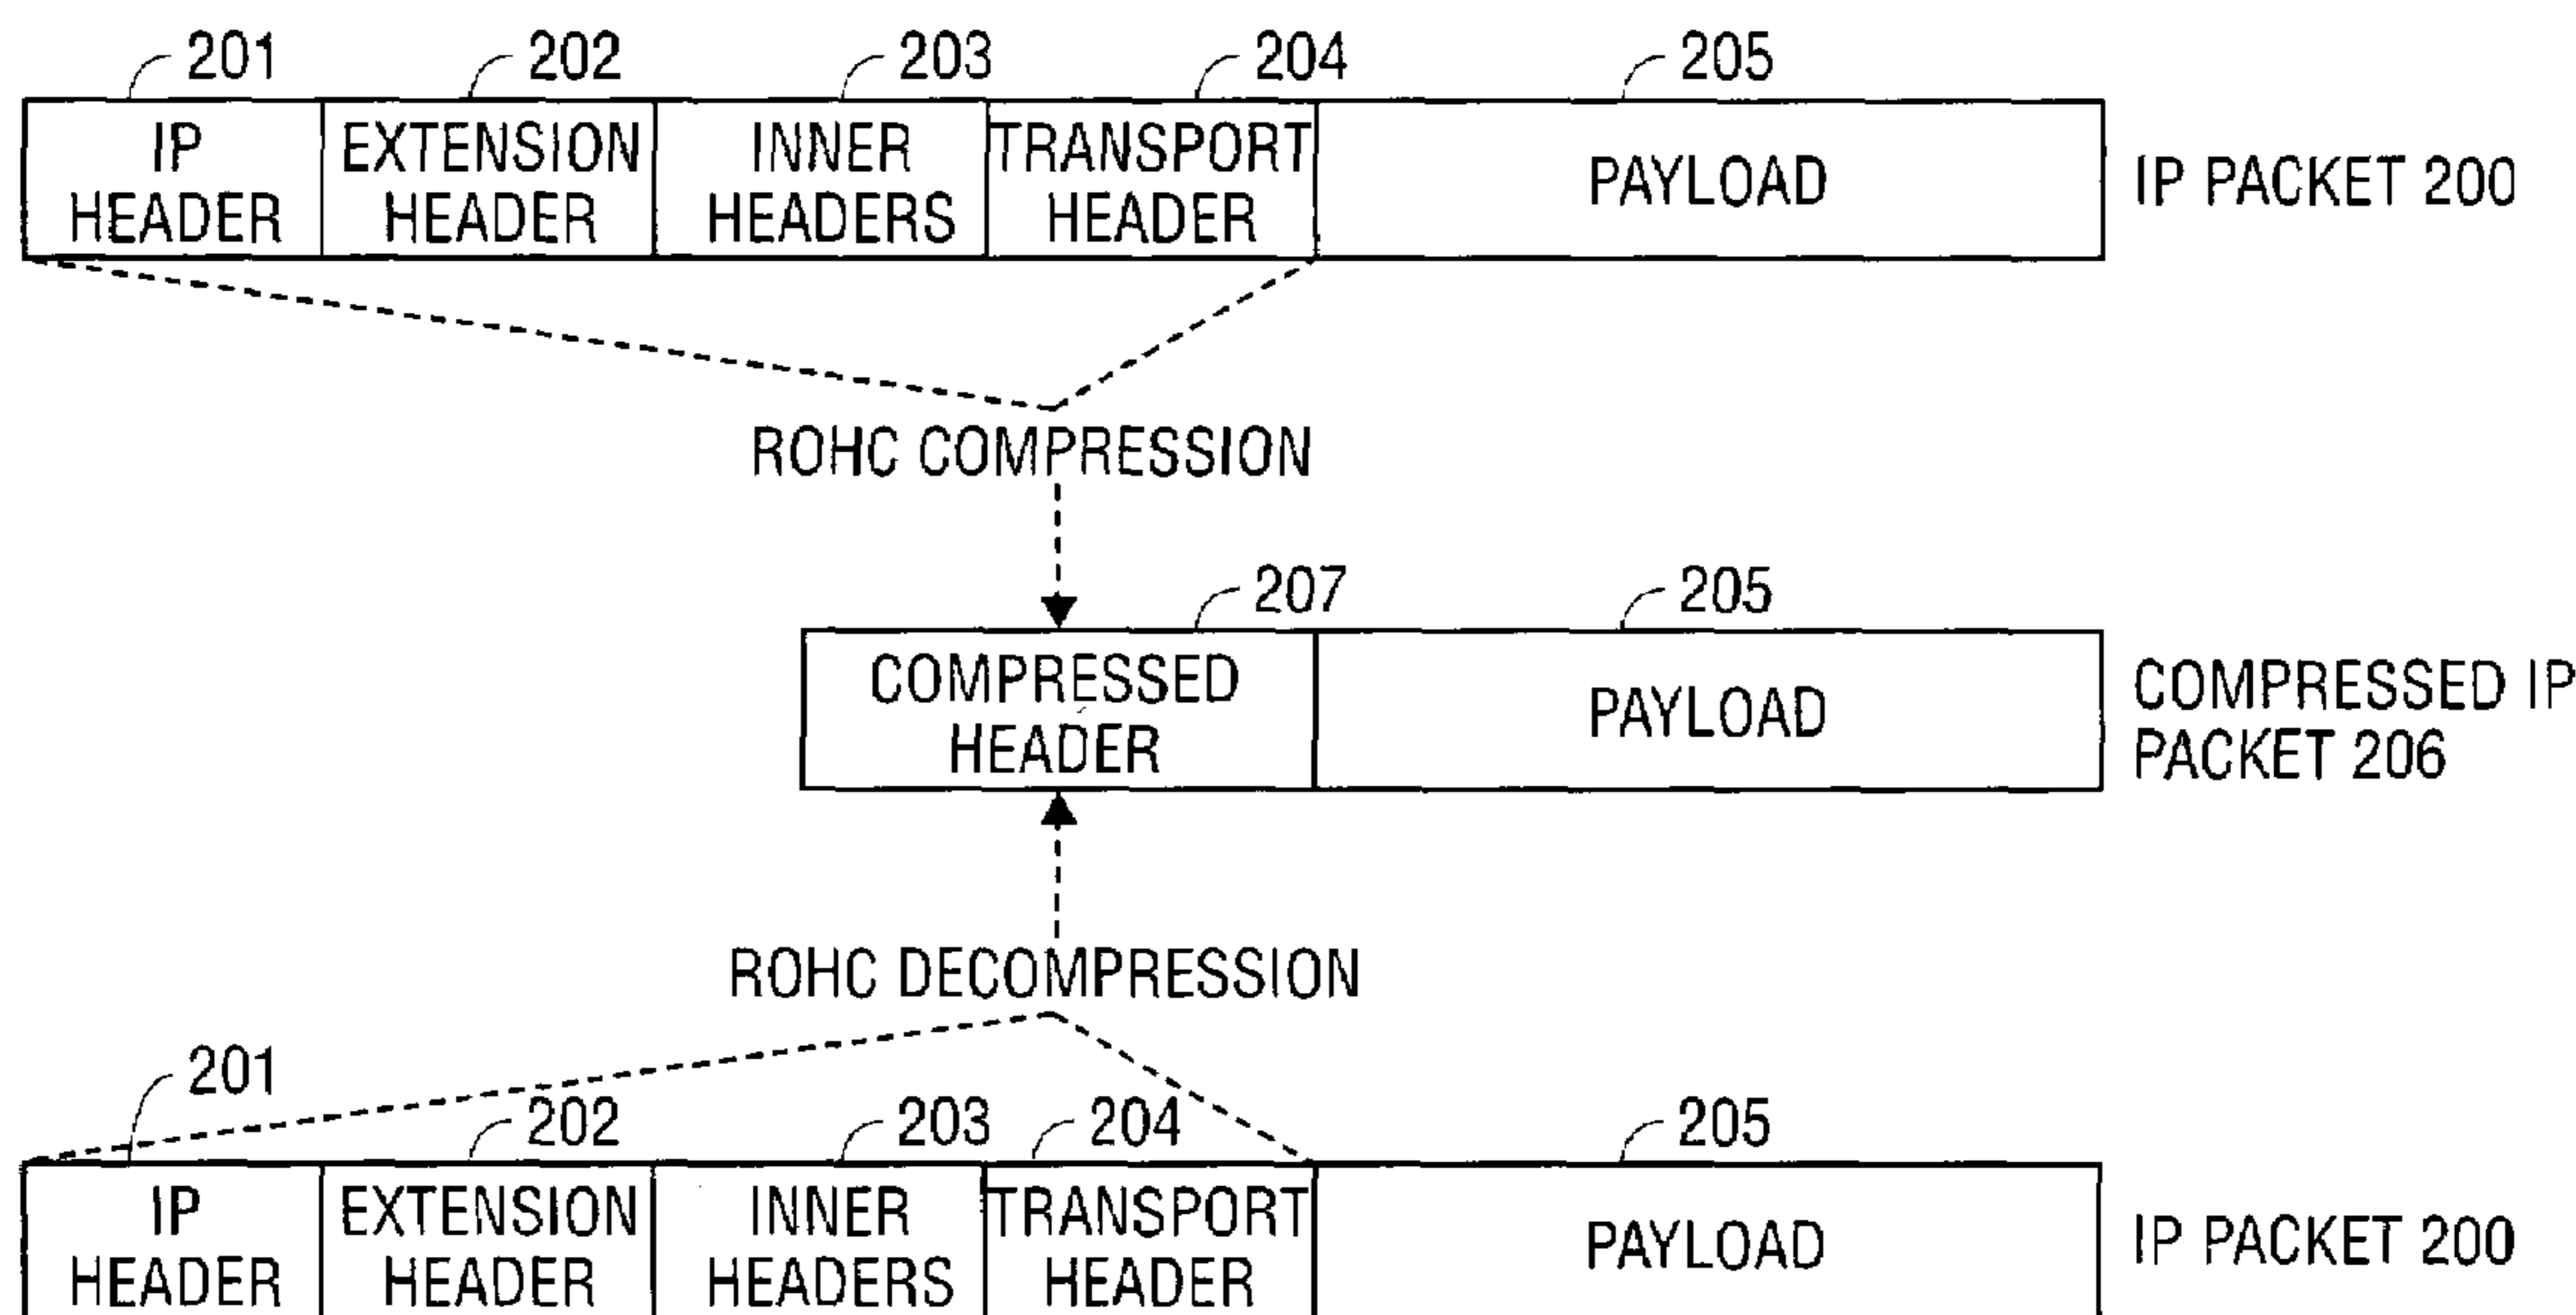 201 202 203 204 205
IP HEADER
EXTENSION HEADER
INNER HEADERS
TRANSPORT HEADER
PAYLOAD
IP PACKET 200
ROHC COMPRESSION
207 205
COMPRESSED HEADER
PAYLOAD
COMPRESSED IP
PACKET 206
ROHC DECOMPRESSION
201 202 203 204 205
IP HEADER
EXTENSION HEADER
INNER HEADERS
TRANSPORT HEADER
PAYLOAD
IP PACKET 200